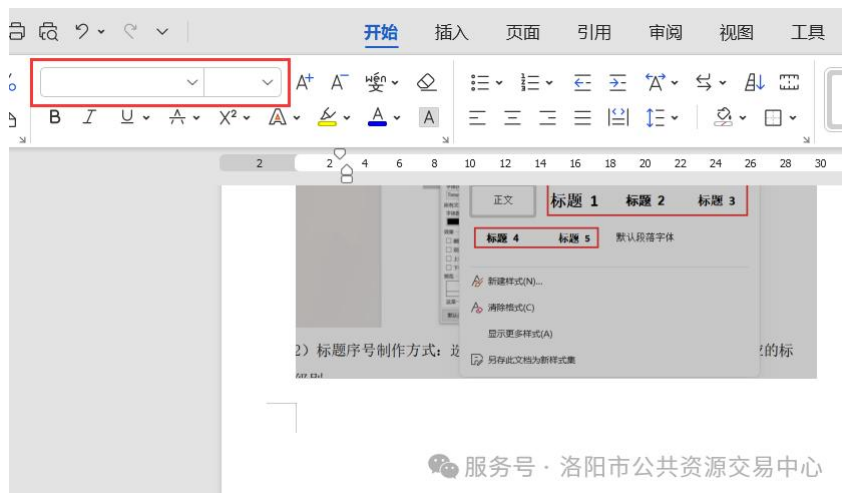 开始 插入 页面 引用 审阅 视图 工具
A+ A- wén 变
B I U A X² A A A
2 2 4 6 8 10 12 14 16 18 20 22 24 26 28 30
正文 标题 1 标题 2 标题 3
标题 4 标题 5 默认段落字体
新建样式(N)...
清除格式(C)
显示更多样式(A)
2）标题序号制作方式：选 的标
另存此文档为新样式集
服务号 · 洛阳市公共资源交易中心